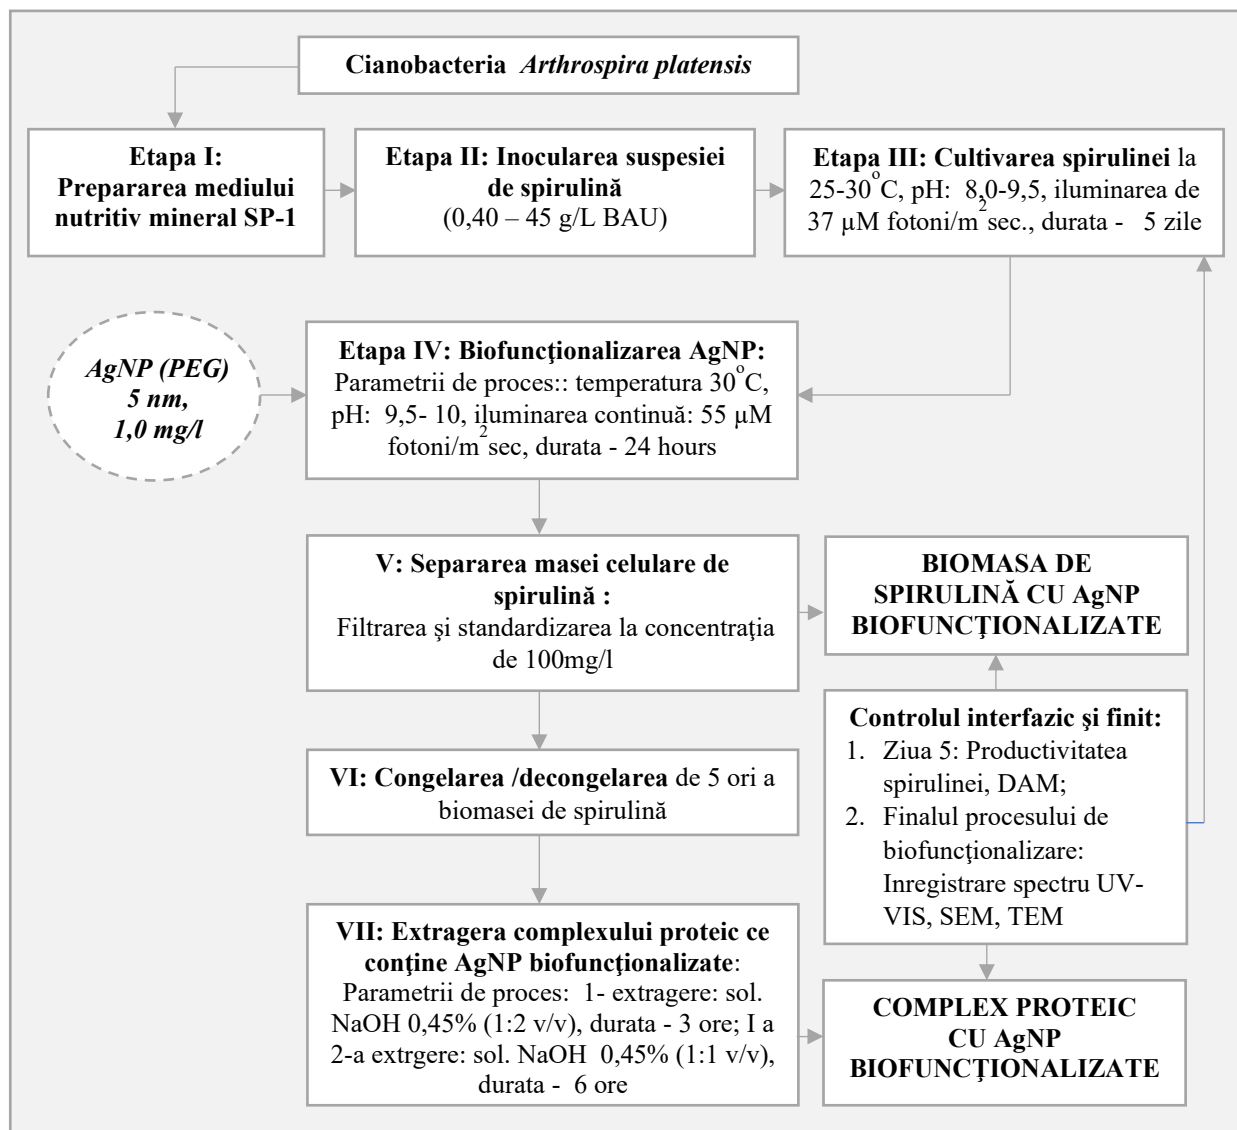 Cianobacteria Arthrospira platensis
Etapa I:
Prepararea mediului
nutritiv mineral SP-1
Etapa II: Inocularea suspesiei
de spirulină
(0,40 – 45 g/L BAU)
Etapa III: Cultivarea spirulinei la
25-30°C, pH: 8,0-9,5, iluminarea de
37 µM fotoni/m²sec., durata - 5 zile
AgNP (PEG)
5 nm,
1,0 mg/l
Etapa IV: Biofuncţionalizarea AgNP:
Parametrii de proces:: temperatura 30°C,
pH: 9,5- 10, iluminarea continuă: 55 µM
fotoni/m²sec, durata - 24 hours
V: Separarea masei celulare de
spirulină :
Filtrarea şi standardizarea la concentraţia
de 100mg/l
BIOMASA DE
SPIRULINĂ CU AgNP
BIOFUNCŢIONALIZATE
VI: Congelarea /decongelarea de 5 ori a
biomasei de spirulină
Controlul interfazic şi finit:
1. Ziua 5: Productivitatea
spirulinei, DAM;
2. Finalul procesului de
biofuncţionalizare:
Inregistrare spectru UV-
VIS, SEM, TEM
VII: Extragera complexului proteic ce
conţine AgNP biofuncţionalizate:
Parametrii de proces: 1- extragere: sol.
NaOH 0,45% (1:2 v/v), durata - 3 ore; I a
2-a extrgere: sol. NaOH 0,45% (1:1 v/v),
durata - 6 ore
COMPLEX PROTEIC
CU AgNP
BIOFUNCŢIONALIZATE